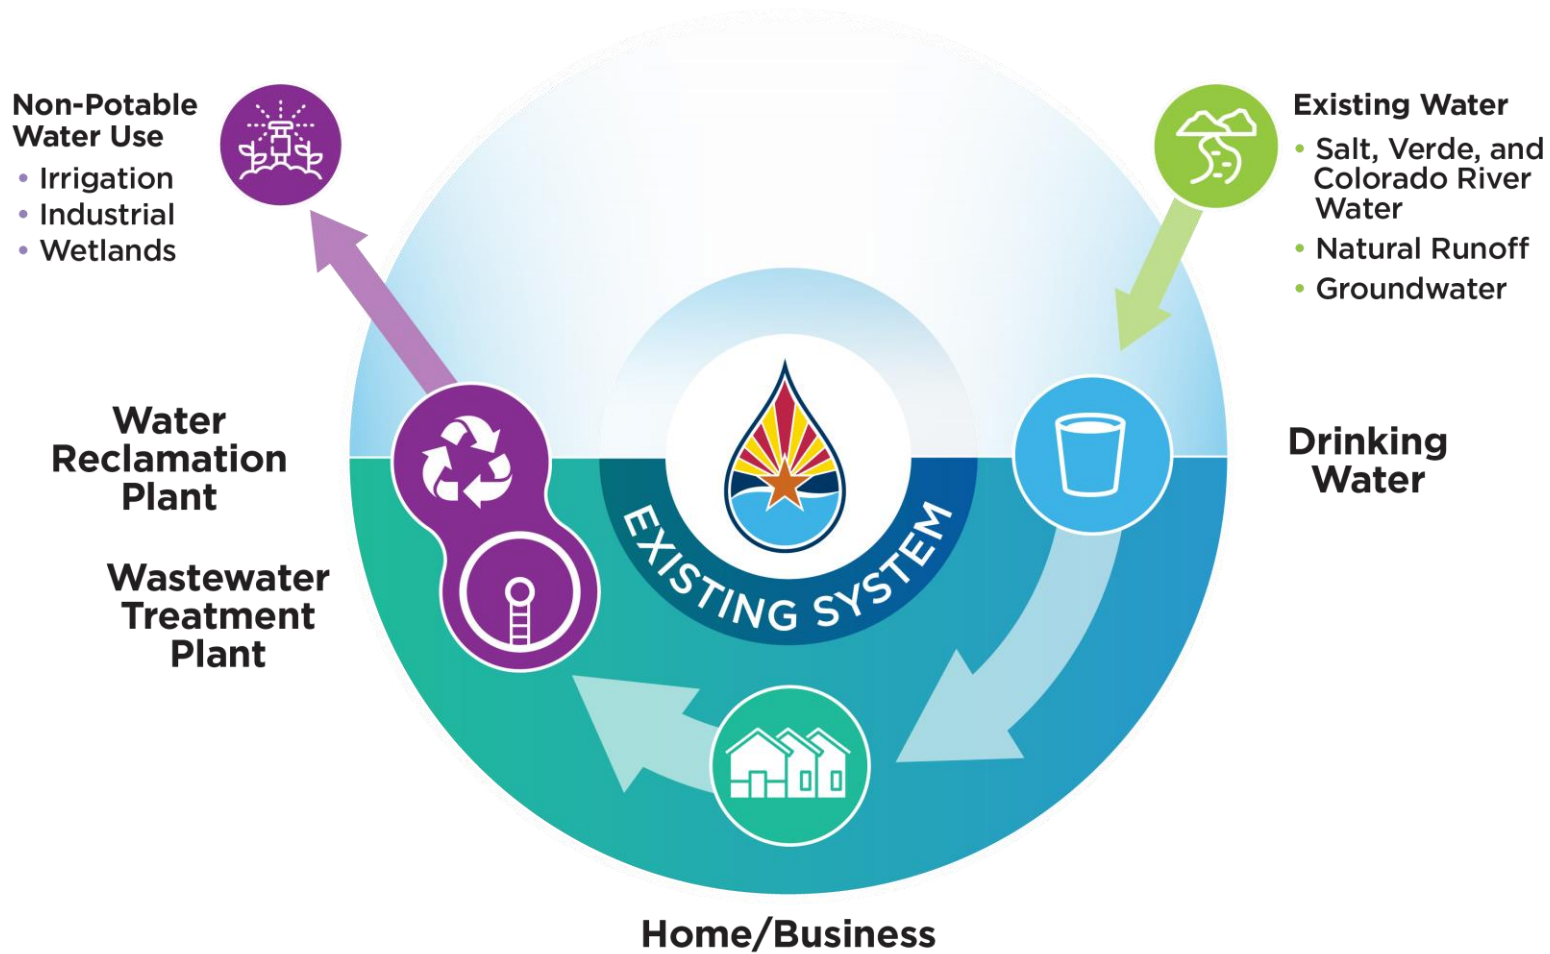 Non-Potable
Water Use
• Irrigation
• Industrial
• Wetlands
Existing Water
• Salt, Verde, and
Colorado River
Water
• Natural Runoff
• Groundwater
Water
Reclamation
Plant
Wastewater
Treatment
Plant
EXISTING SYSTEM
Drinking
Water
Home/Business